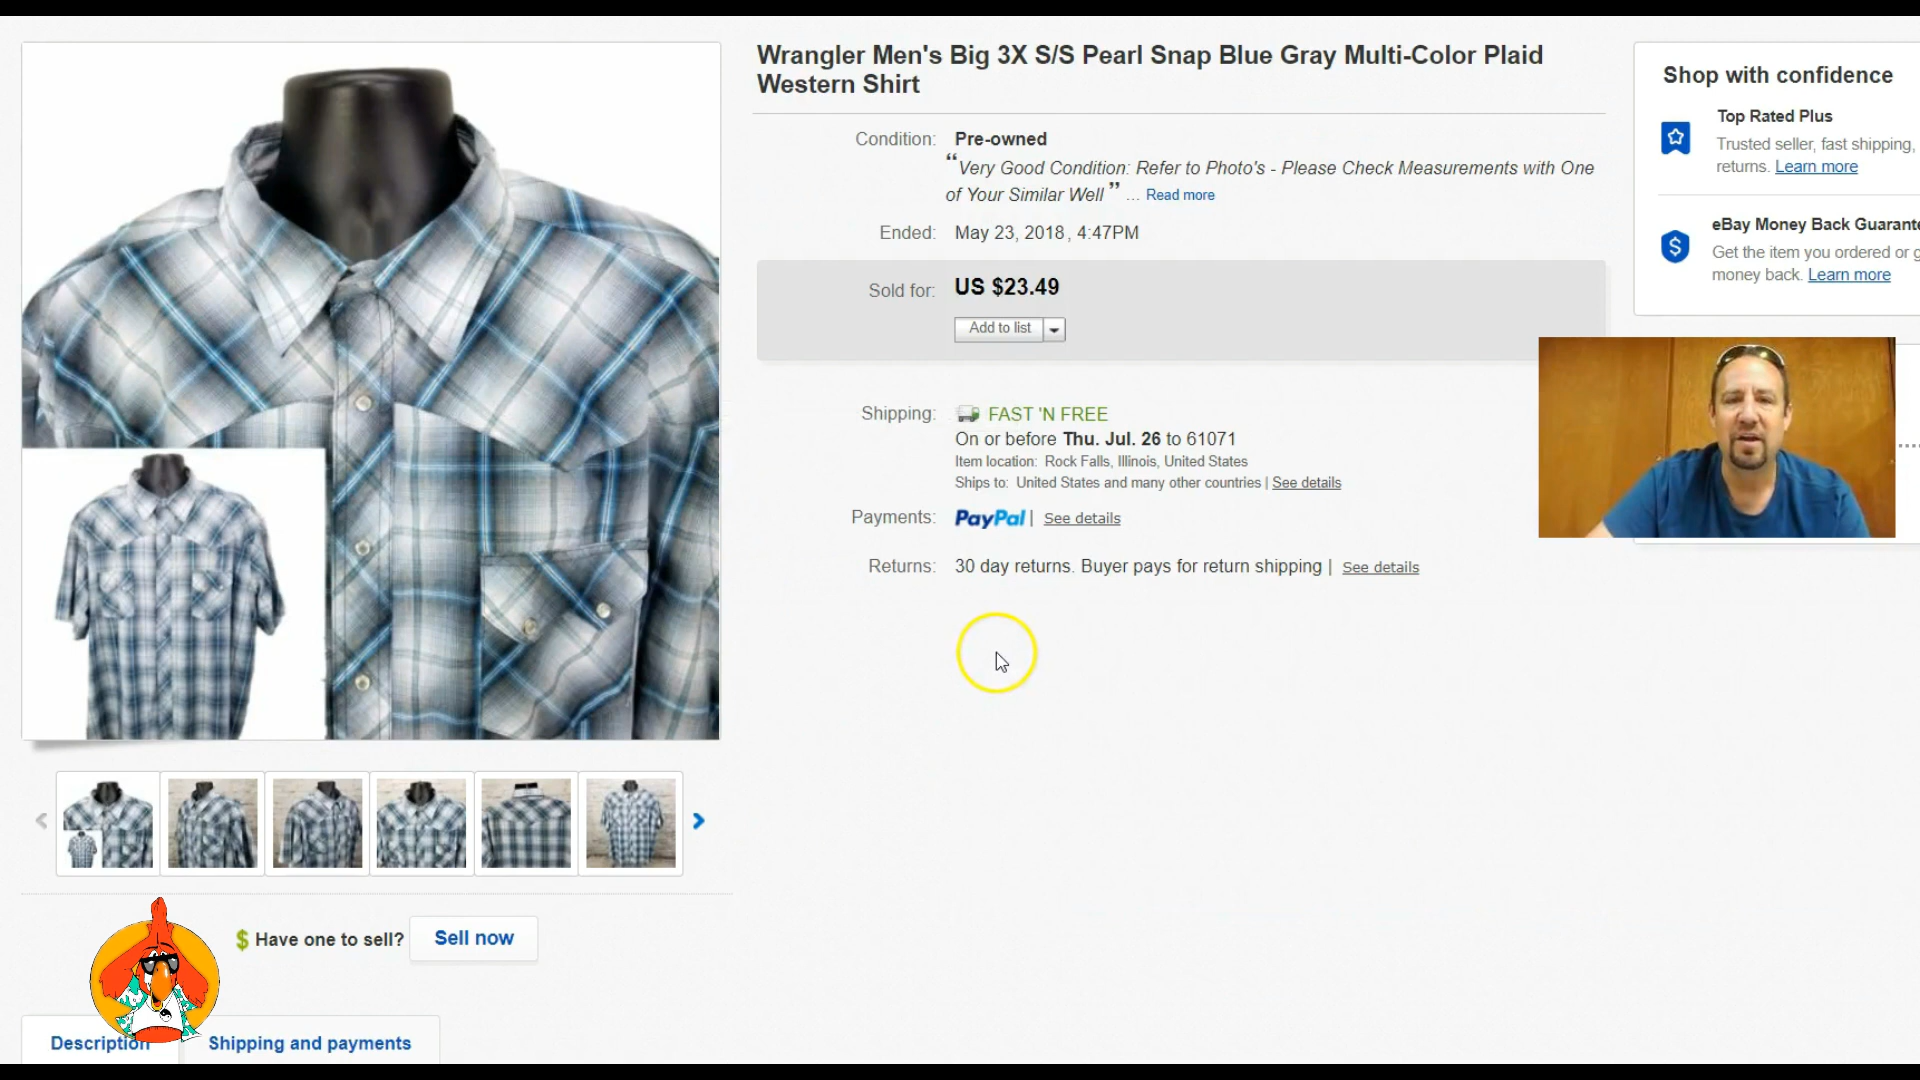 Wrangler Men's Big 3X S/S Pearl Snap Blue Gray Multi-Color Plaid
Western Shirt
Condition: Pre-owned
“Very Good Condition: Refer to Photo's - Please Check Measurements with One
of Your Similar Well ” ... Read more
Ended: May 23, 2018 , 4:47PM
Sold for: US $23.49
Add to list
Shipping: FAST 'N FREE
On or before Thu. Jul. 26 to 61071
Item location: Rock Falls, Illinois, United States
Ships to: United States and many other countries | See details
Payments: PayPal | See details
Returns: 30 day returns. Buyer pays for return shipping | See details
Shop with confidence
Top Rated Plus
Trusted seller, fast shipping,
returns. Learn more
eBay Money Back Guarante
Get the item you ordered or g
money back. Learn more
$ Have one to sell? Sell now
Description
Shipping and payments